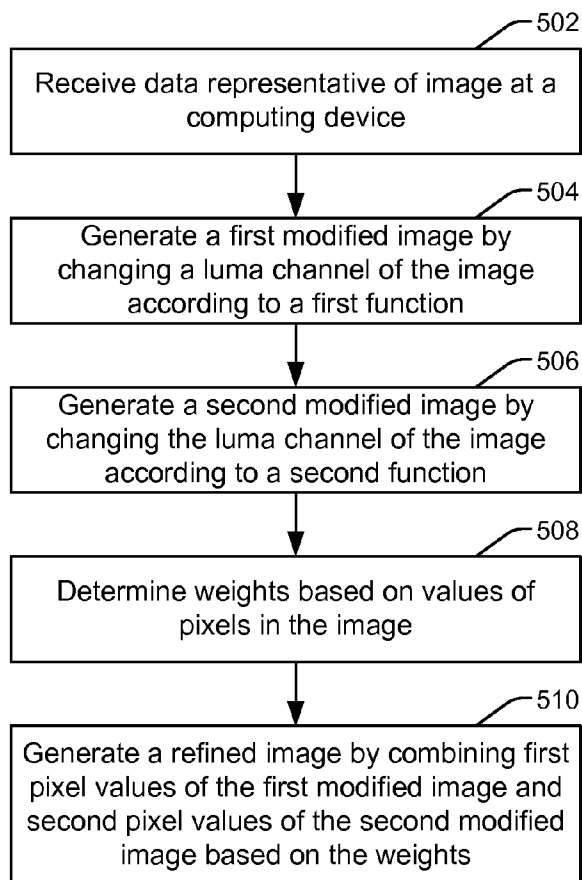 502
Receive data representative of image at a
computing device
504
Generate a first modified image by
changing a luma channel of the image
according to a first function
506
Generate a second modified image by
changing the luma channel of the image
according to a second function
508
Determine weights based on values of
pixels in the image
510
Generate a refined image by combining first
pixel values of the first modified image and
second pixel values of the second modified
image based on the weights